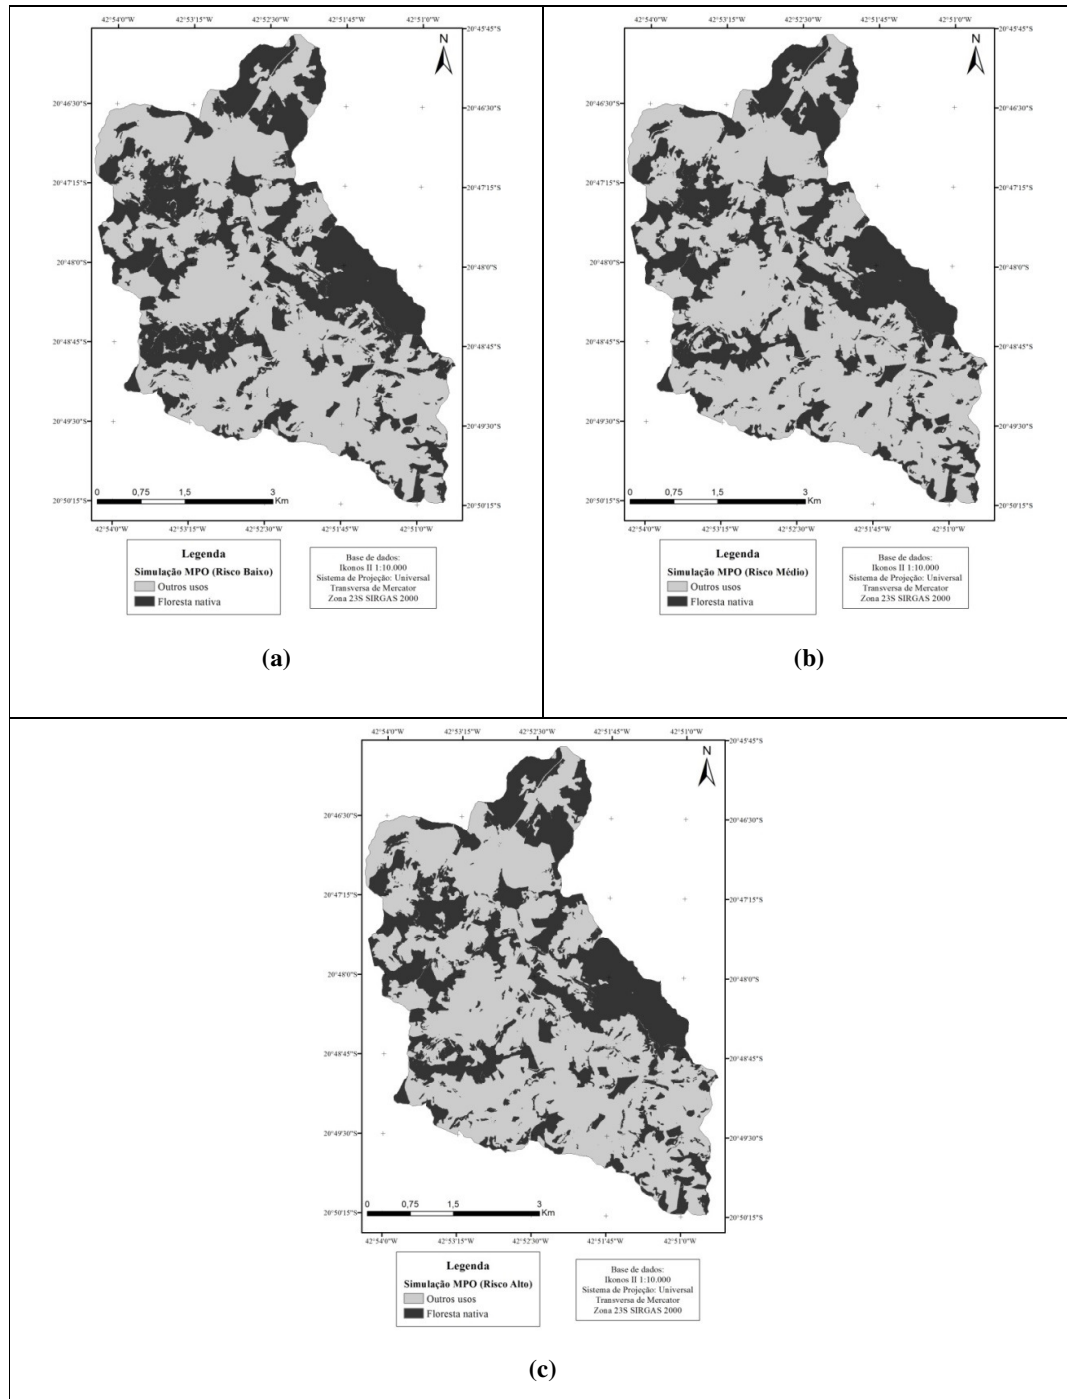 42°54'0"W 42°53'15"W 42°52'30"W 42°51'45"W 42°51'0"W
20°45'45"S
N
20°46'30"S 20°46'30"S
20°47'15"S 20°47'15"S
20°48'0"S 20°48'0"S
20°48'45"S 20°48'45"S
20°49'30"S 20°49'30"S
20°50'15"S 20°50'15"S
0 0,75 1,5 3
Km
42°54'0"W 42°53'15"W 42°52'30"W 42°51'45"W 42°51'0"W
Legenda
Simulação MPO (Risco Baixo)
Outros usos
Floresta nativa
Base de dados:
Ikonos II 1:10.000
Sistema de Projeção: Universal
Transversa de Mercator
Zona 23S SIRGAS 2000
(a)
42°54'0"W 42°53'15"W 42°52'30"W 42°51'45"W 42°51'0"W
20°45'45"S
N
20°46'30"S 20°46'30"S
20°47'15"S 20°47'15"S
20°48'0"S 20°48'0"S
20°48'45"S 20°48'45"S
20°49'30"S 20°49'30"S
20°50'15"S 20°50'15"S
0 0,75 1,5 3
Km
42°54'0"W 42°53'15"W 42°52'30"W 42°51'45"W 42°51'0"W
Legenda
Simulação MPO (Risco Médio)
Outros usos
Floresta nativa
Base de dados:
Ikonos II 1:10.000
Sistema de Projeção: Universal
Transversa de Mercator
Zona 23S SIRGAS 2000
(b)
42°54'0"W 42°53'15"W 42°52'30"W 42°51'45"W 42°51'0"W
20°45'45"S
N
20°46'30"S 20°46'30"S
20°47'15"S 20°47'15"S
20°48'0"S 20°48'0"S
20°48'45"S 20°48'45"S
20°49'30"S 20°49'30"S
20°50'15"S 20°50'15"S
0 0,75 1,5 3
Km
42°54'0"W 42°53'15"W 42°52'30"W 42°51'45"W 42°51'0"W
Legenda
Simulação MPO (Risco Alto)
Outros usos
Floresta nativa
Base de dados:
Ikonos II 1:10.000
Sistema de Projeção: Universal
Transversa de Mercator
Zona 23S SIRGAS 2000
(c)